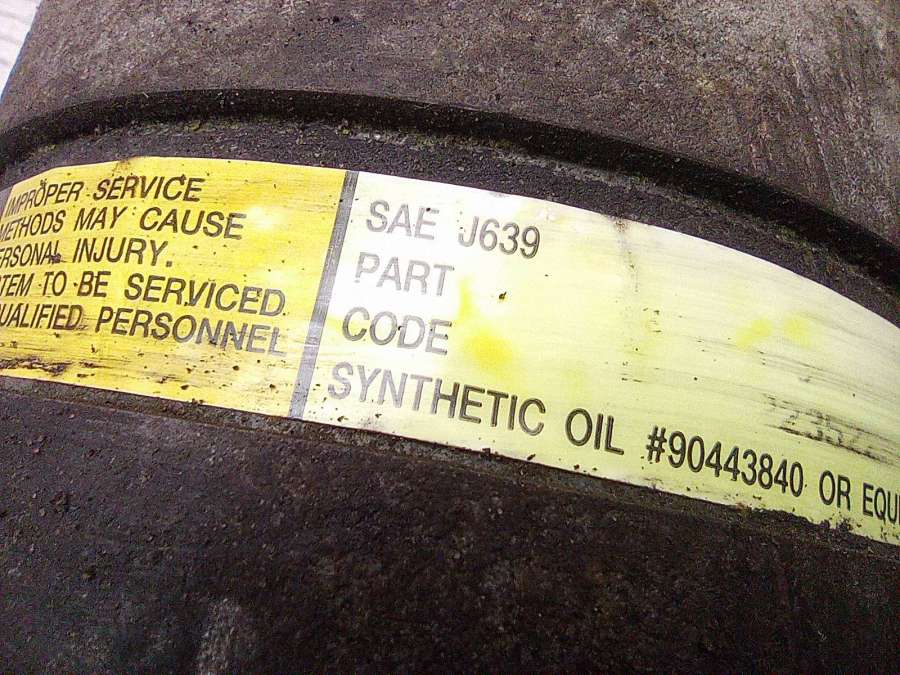 IMPROPER SERVICE
METHODS MAY CAUSE
ERSONAL INJURY.
TEM TO BE SERVICED
UALIFIED PERSONNEL
SAE J639
PART
CODE
SYNTHETIC OIL #90443840 OR EQU